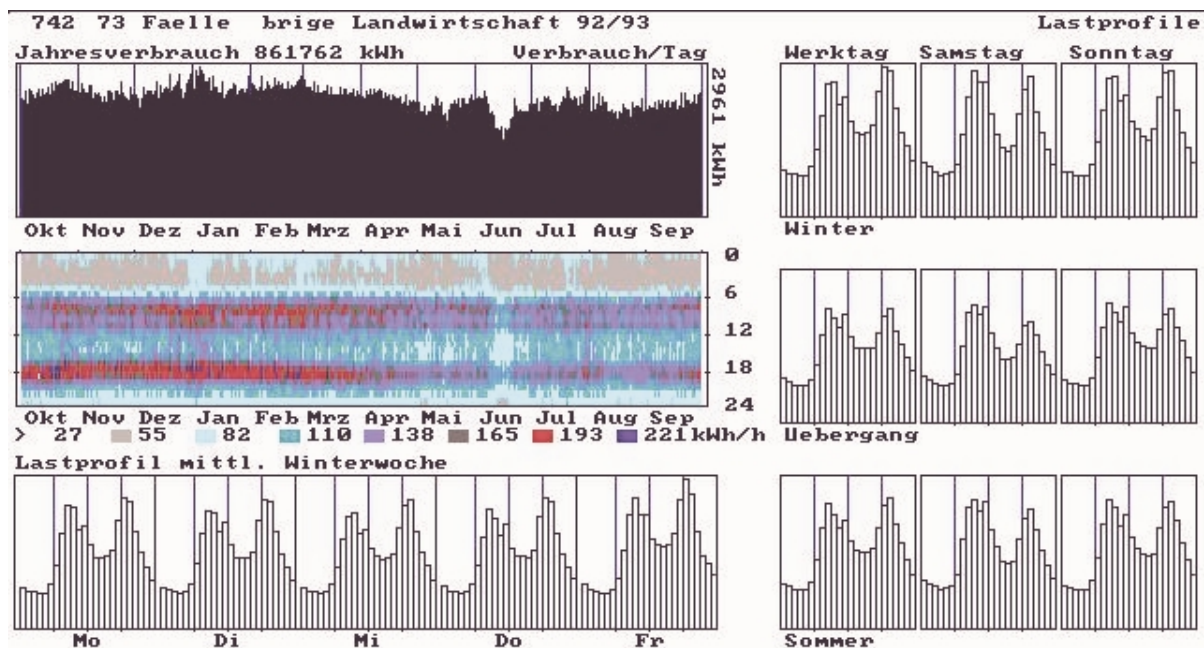 742 73 Faelle brige Landwirtschaft 92/93 Lastprofile
Jahresverbrauch 861762 kWh Verbrauch/Tag
2961 kWh
Werktag Samstag Sonntag
Okt Nov Dez Jan Feb Mrz Apr Mai Jun Jul Aug Sep
Winter
0
6
12
18
24
Okt Nov Dez Jan Feb Mrz Apr Mai Jun Jul Aug Sep
> 27 55 82 110 138 165 193 221kWh/h
Uebergang
Lastprofil mittl. Winterwoche
Mo Di Mi Do Fr
Sommer